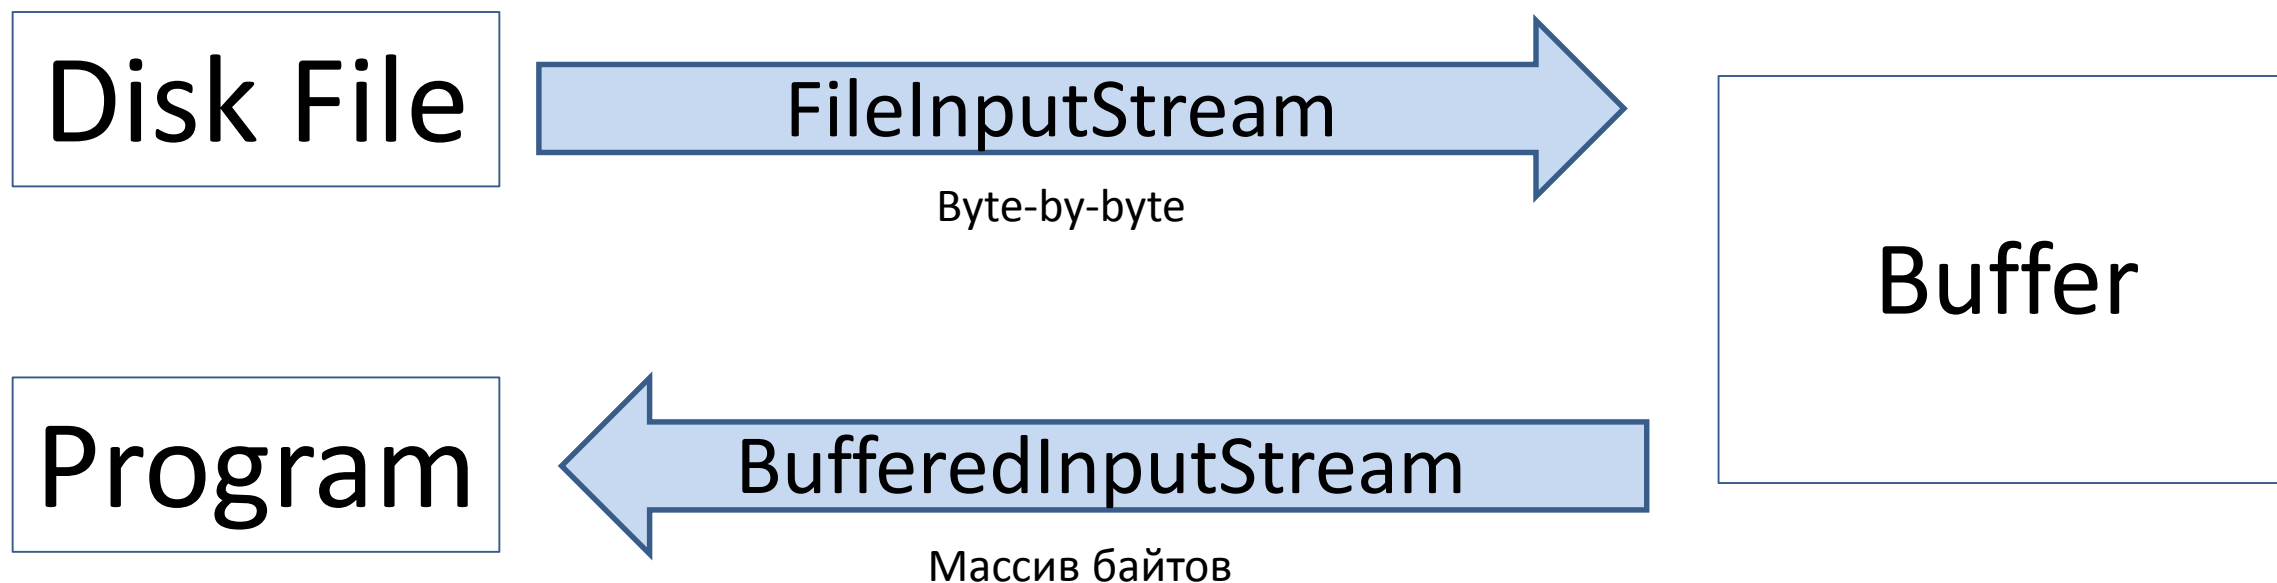 Disk File
FileInputStream
Byte-by-byte
Buffer
Program
BufferedInputStream
Массив байтов